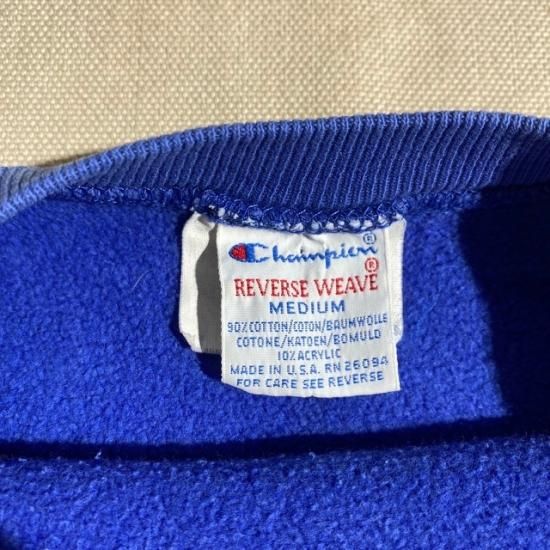 Champion®
REVERSE WEAVE®
MEDIUM
90% COTTON/COTON/BAUMWOLLE
COTONE/KATOEN/BOMULD
10% ACRYLIC
MADE IN U.S.A. RN 26094
FOR CARE SEE REVERSE